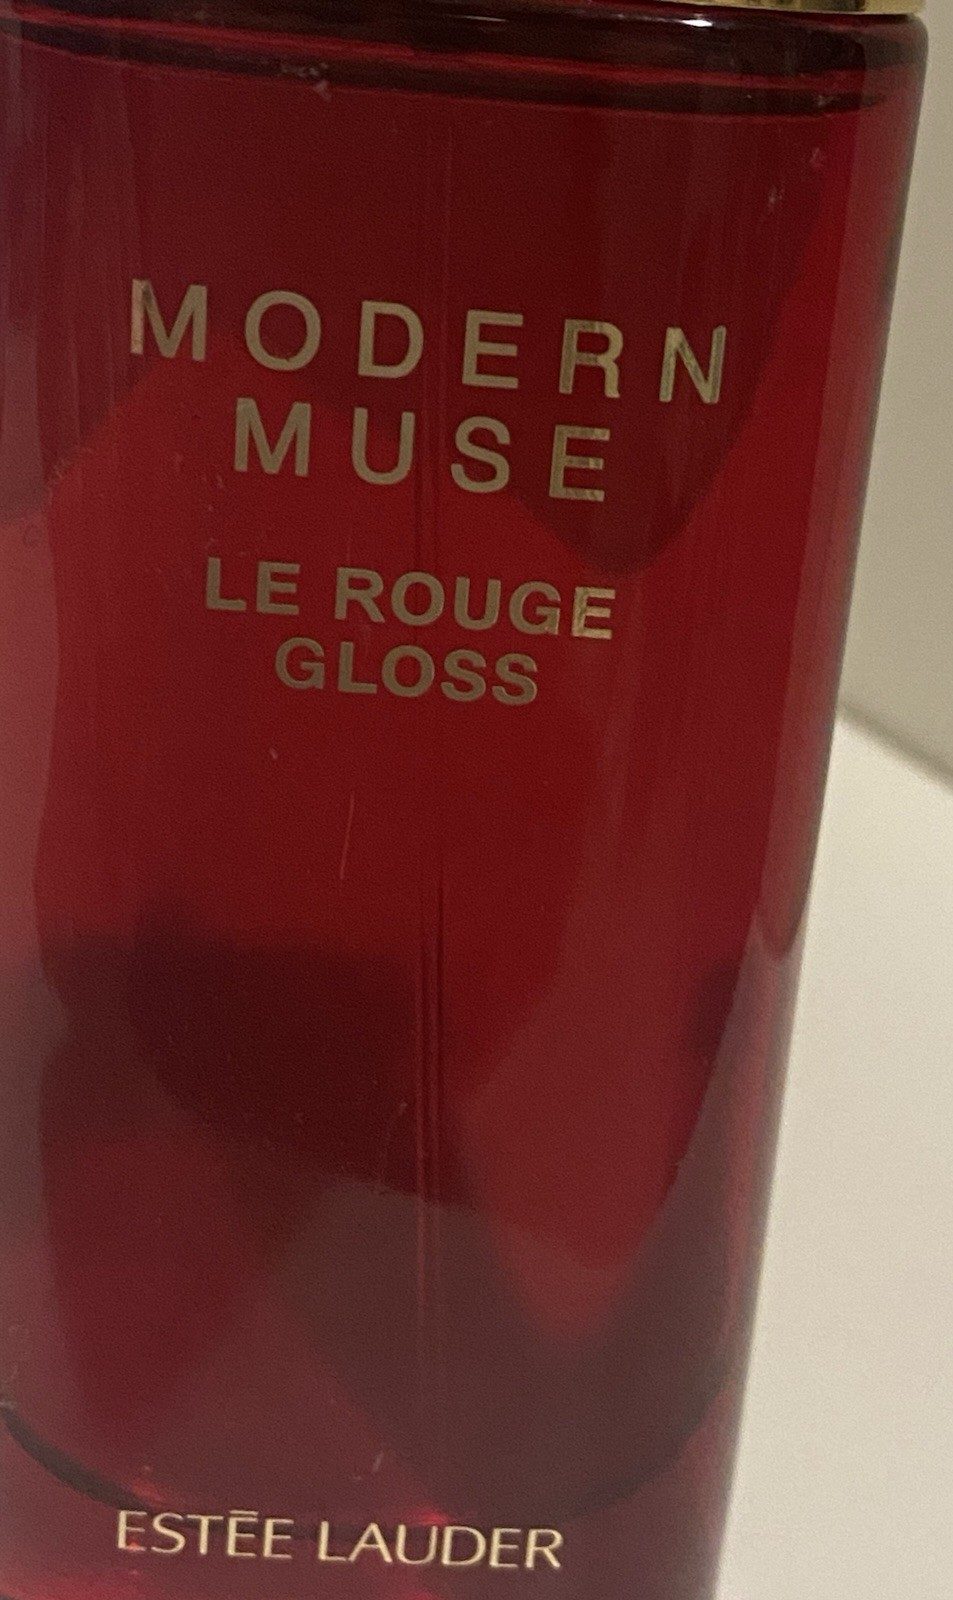 MODERN
MUSE
LE ROUGE
GLOSS
ESTĒE LAUDER